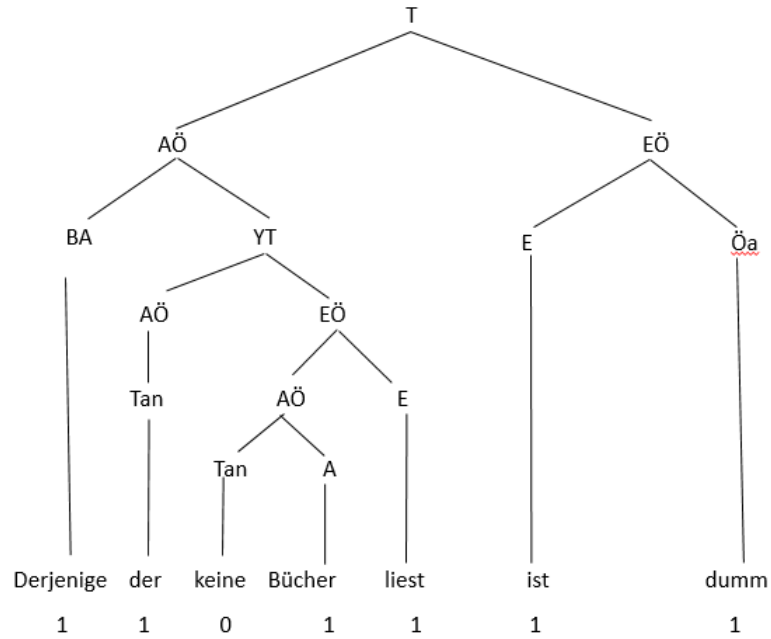 T
AÖ EÖ
BA YT E Öa
AÖ EÖ
Tan AÖ E
Tan A
Derjenige der keine Bücher liest ist dumm
1 1 0 1 1 1 1